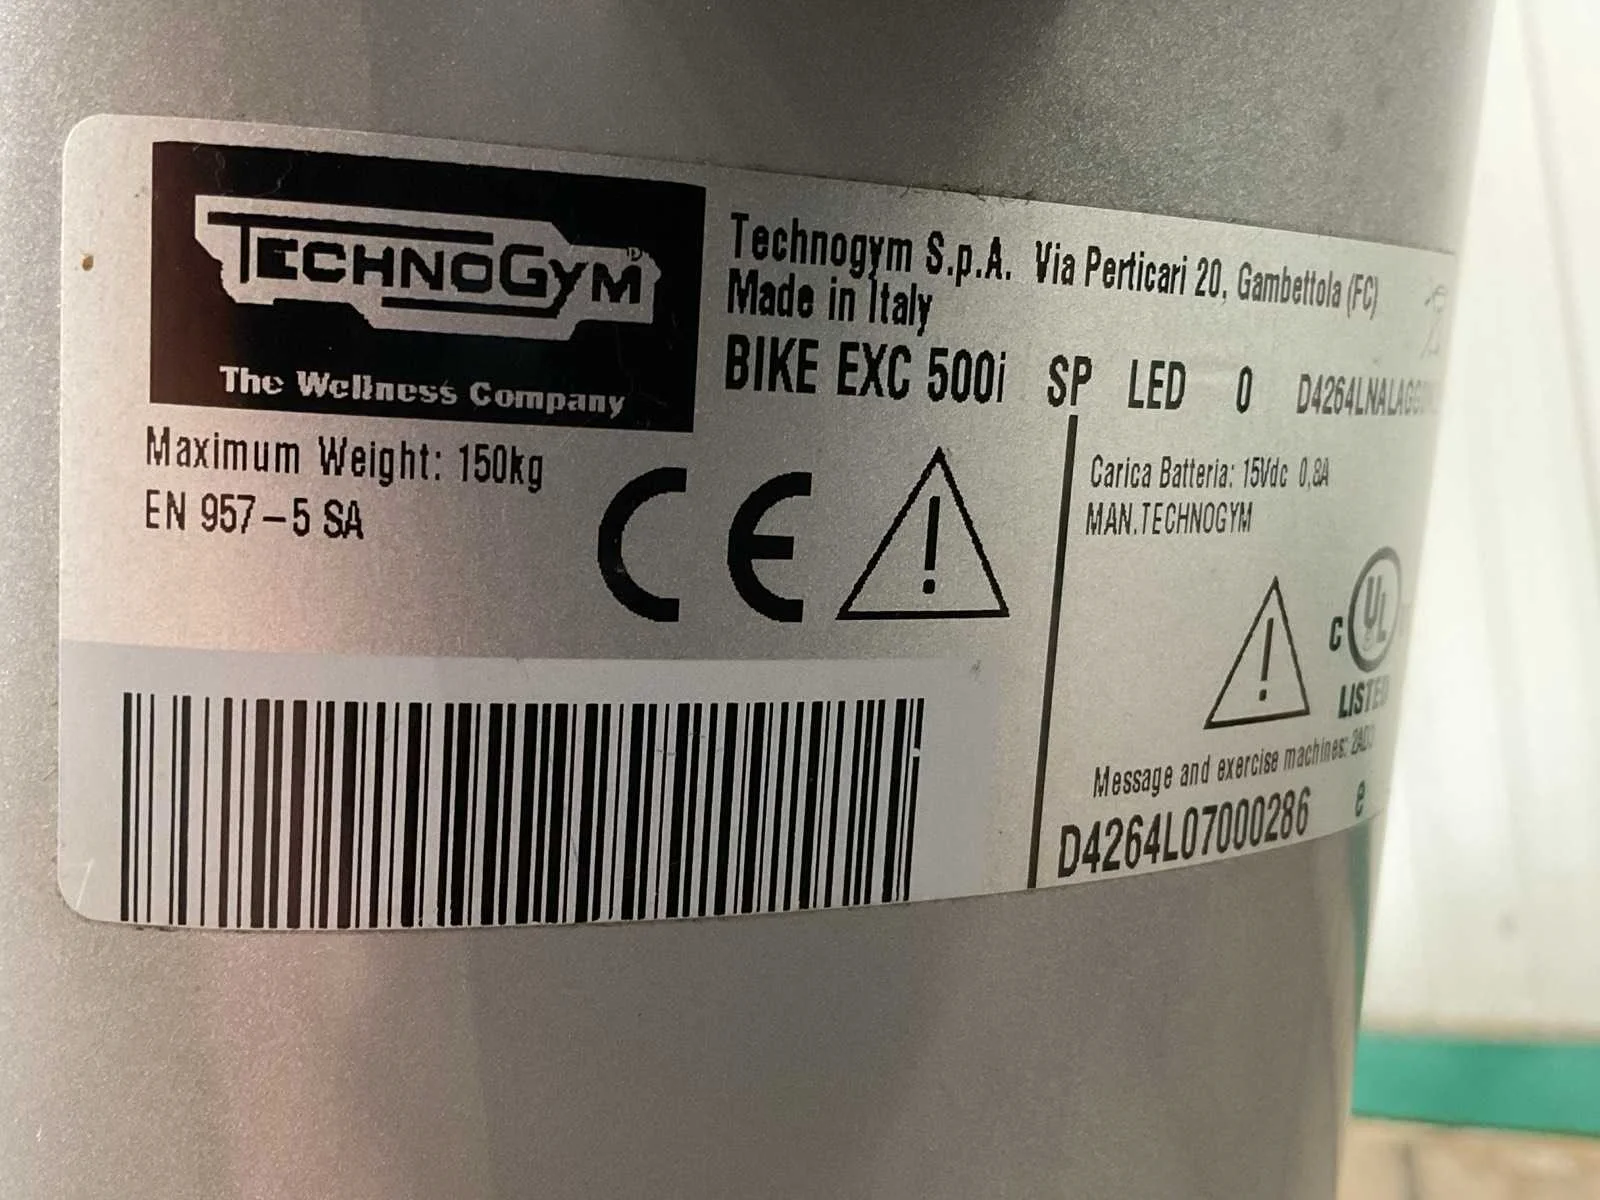 TECHNOGYM
The Wellness Company
Technogym S.p.A. Via Perticari 20, Gambettola (FC)
Made in Italy
BIKE EXC 500i SP LED 0
Maximum Weight: 150kg
EN 957-5 SA
CE
Carica Batteria: 15Vdc 0,8A
MAN.TECHNOGYM
C UL
LISTED
Message and exercise machines:
D4264L07000286 e